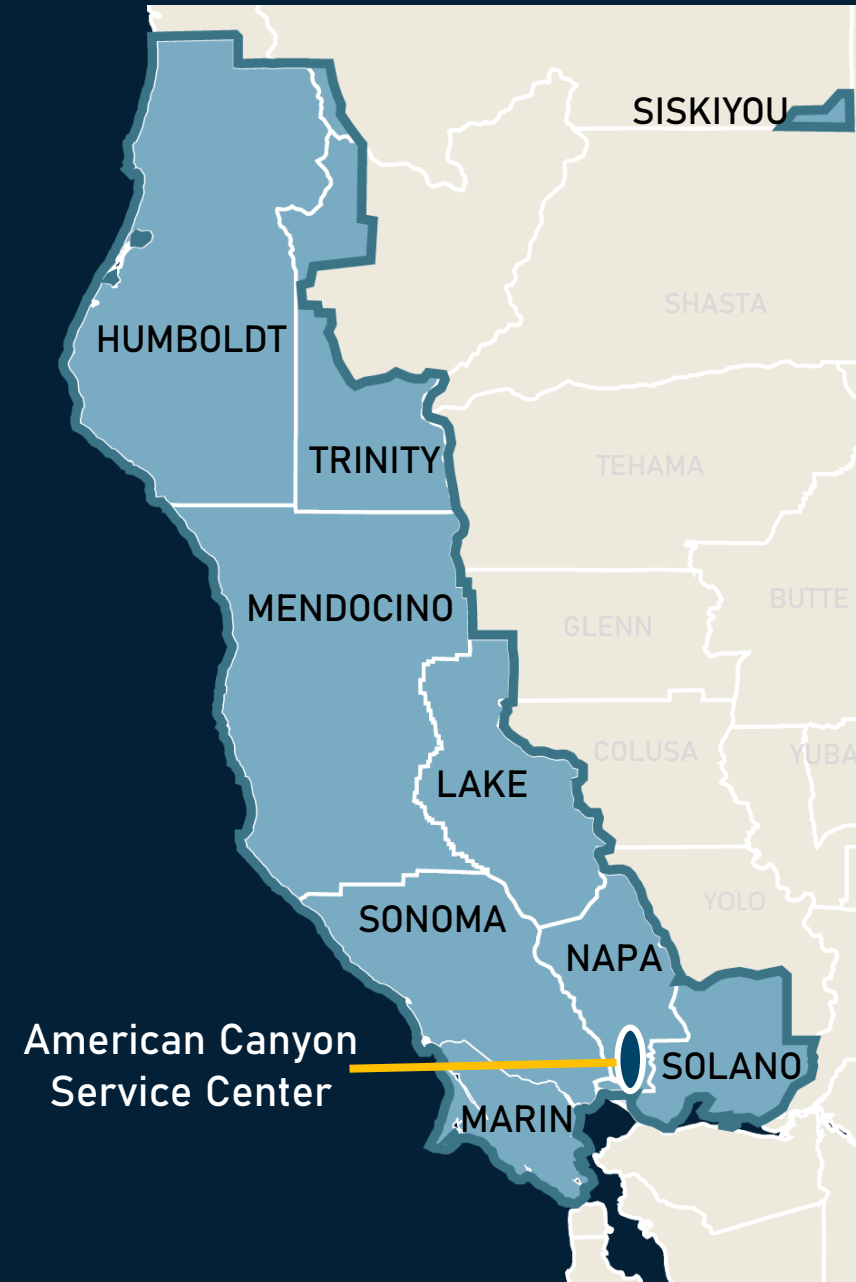 SISKIYOU
SHASTA
HUMBOLDT
TRINITY
TEHAMA
MENDOCINO
BUTTE
GLENN
COLUSA
YUBA
LAKE
YOLO
SONOMA
NAPA
American Canyon
Service Center
SOLANO
MARIN